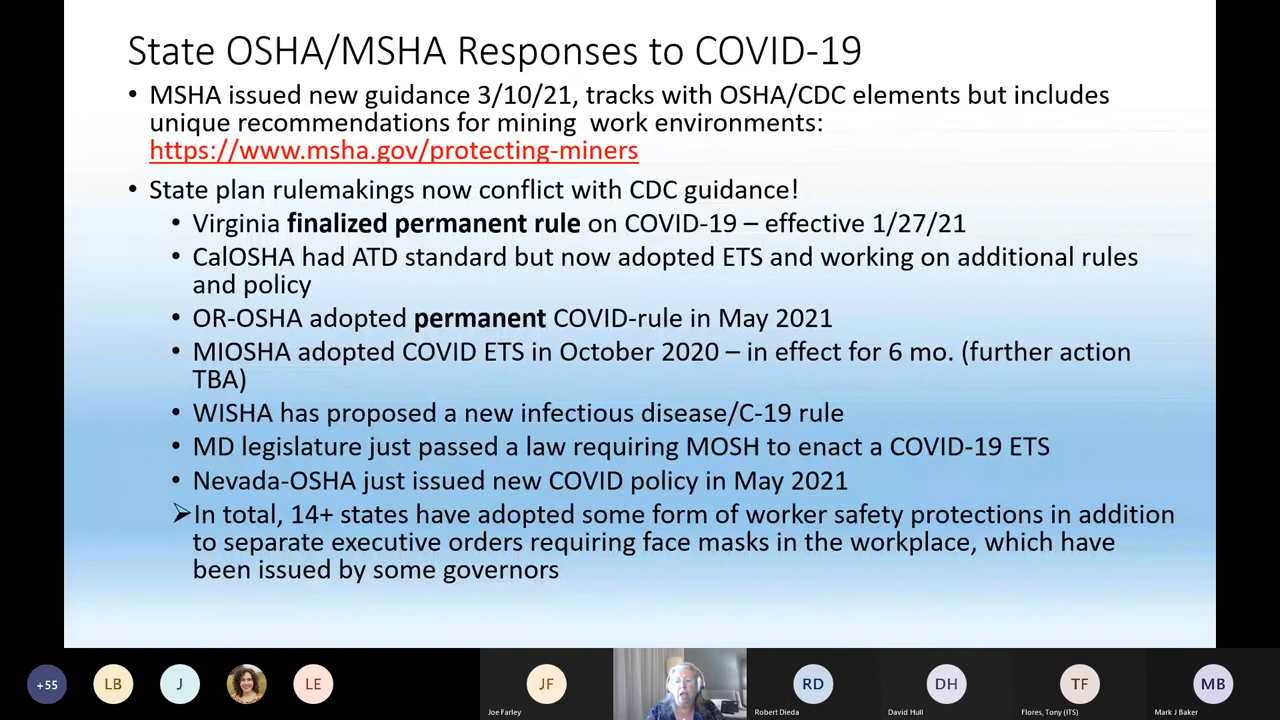 State OSHA/MSHA Responses to COVID-19
• MSHA issued new guidance 3/10/21, tracks with OSHA/CDC elements but includes
unique recommendations for mining work environments:
https://www.msha.gov/protecting-miners
• State plan rulemakings now conflict with CDC guidance!
• Virginia finalized permanent rule on COVID-19 – effective 1/27/21
• CalOSHA had ATD standard but now adopted ETS and working on additional rules
and policy
• OR-OSHA adopted permanent COVID-rule in May 2021
• MIOSHA adopted COVID ETS in October 2020 – in effect for 6 mo. (further action
TBA)
• WISHA has proposed a new infectious disease/C-19 rule
• MD legislature just passed a law requiring MOSH to enact a COVID-19 ETS
• Nevada-OSHA just issued new COVID policy in May 2021
➢In total, 14+ states have adopted some form of worker safety protections in addition
to separate executive orders requiring face masks in the workplace, which have
been issued by some governors
+55 LB J LE JF RD DH TF MB
Joe Farley Robert Dieda David Hull Flores, Tony (ITS) Mark J Baker